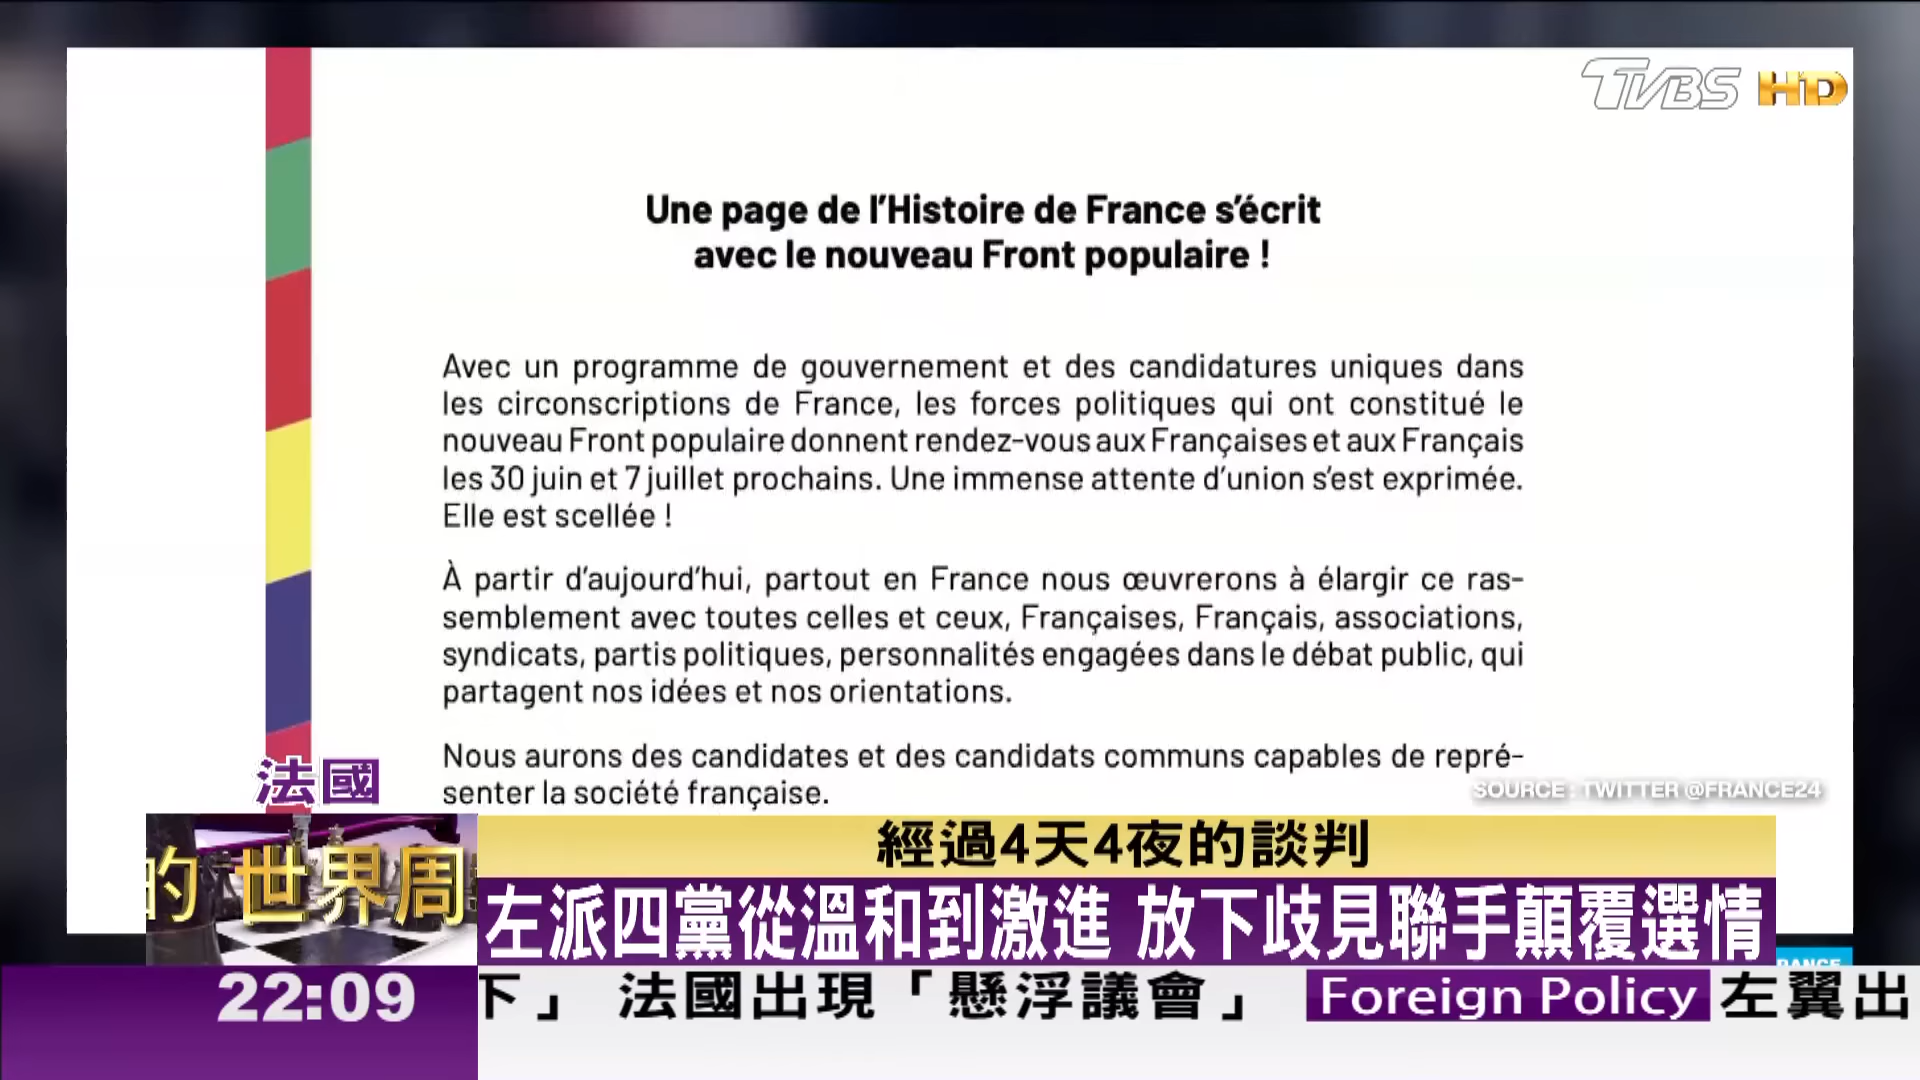 TVBS HD
Une page de l'Histoire de France s'écrit
avec le nouveau Front populaire !
Avec un programme de gouvernement et des candidatures uniques dans
les circonscriptions de France, les forces politiques qui ont constitué le
nouveau Front populaire donnent rendez-vous aux Françaises et aux Français
les 30 juin et 7 juillet prochains. Une immense attente d'union s'est exprimée.
Elle est scellée !
À partir d'aujourd'hui, partout en France nous œuvrerons à élargir ce ras-
semblement avec toutes celles et ceux, Françaises, Français, associations,
syndicats, partis politiques, personnalités engagées dans le débat public, qui
partagent nos idées et nos orientations.
Nous aurons des candidates et des candidats communs capables de repré-
senter la société française.
SOURCE : TWITTER @FRANCE24
法國
經過4天4夜的談判
的 世界周
左派四黨從溫和到激進 放下歧見聯手顛覆選情
FRANCE
22:09
下」 法國出現「懸浮議會」 Foreign Policy 左翼出